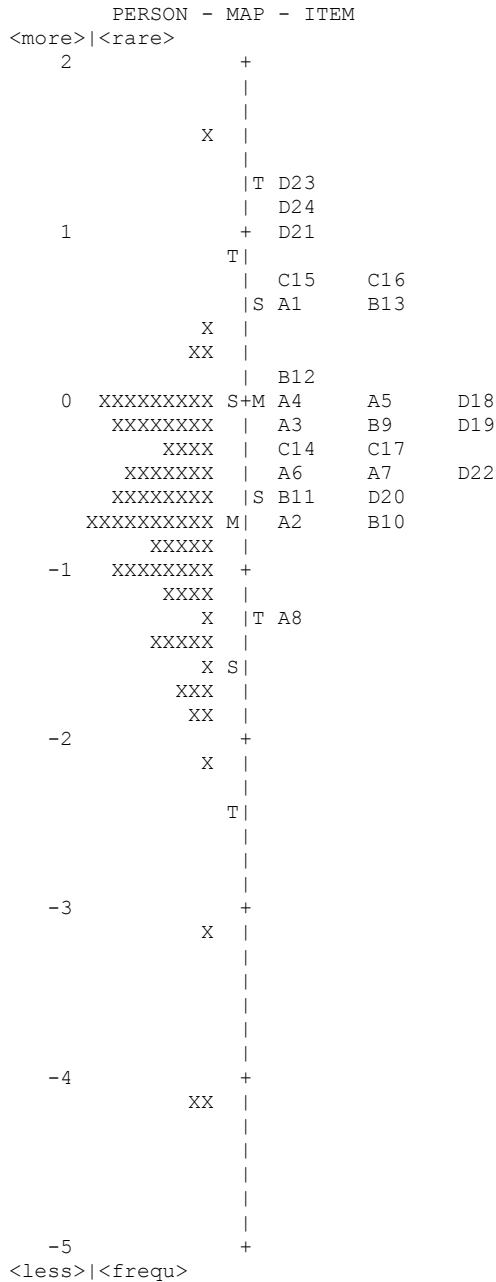 PERSON - MAP - ITEM
<more>|<rare>
    2              +
                   |
                   |
                X  |
                   |
                   |T D23
                   |  D24
    1              +  D21
                  T|
                   |  C15    C16
                   |S A1     B13
                X  |
               XX  |
                   |  B12
    0   XXXXXXXXX S+M A4     A5     D18
         XXXXXXXX  |  A3     B9     D19
             XXXX  |  C14    C17
          XXXXXXX  |  A6     A7     D22
         XXXXXXXX  |S B11    D20
       XXXXXXXXXX M|  A2     B10
            XXXXX  |
   -1    XXXXXXXX  +
             XXXX  |
                X  |T A8
            XXXXX  |
                X S|
              XXX  |
               XX  |
   -2              +
                X  |
                   |
                  T|
                   |
                   |
                   |
   -3              +
                X  |
                   |
                   |
                   |
                   |
                   |
   -4              +
               XX  |
                   |
                   |
                   |
                   |
                   |
   -5              +
<less>|<frequ>